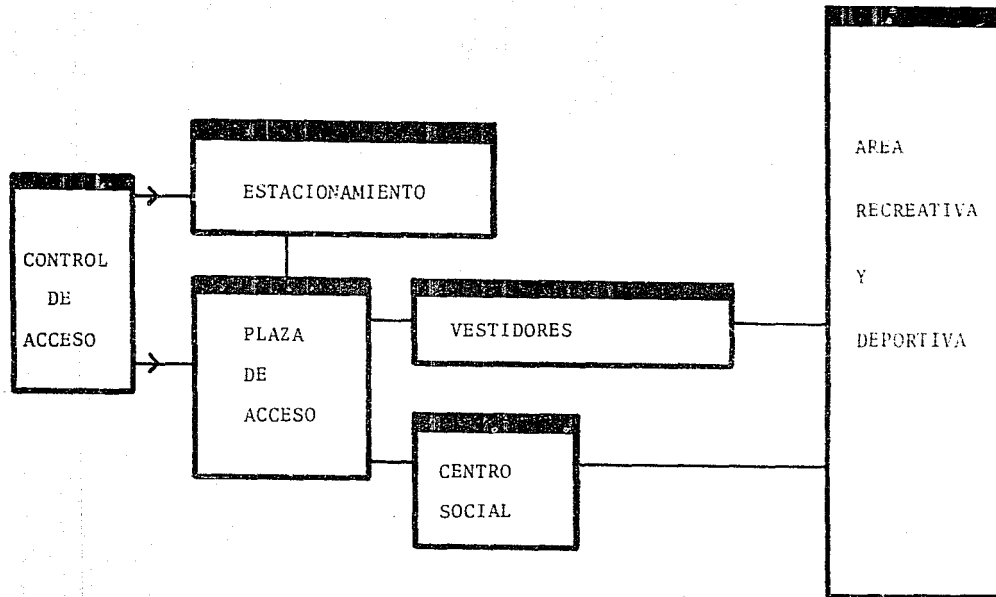 CONTROL
DE
ACCESO
ESTACIONAMIENTO
PLAZA
DE
ACCESO
VESTIDORES
CENTRO
SOCIAL
AREA
RECREATIVA
Y
DEPORTIVA